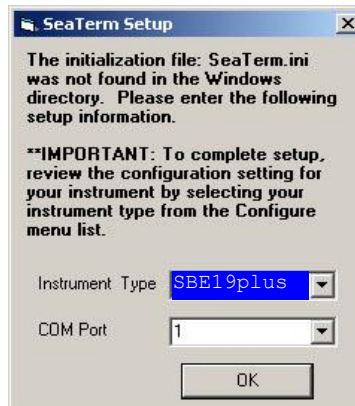 SeaTerm Setup
The initialization file: SeaTerm.ini
was not found in the Windows
directory.  Please enter the following
setup information.
**IMPORTANT: To complete setup,
review the configuration setting for
your instrument by selecting your
instrument type from the Configure
menu list.
Instrument Type SBE19plus
COM Port 1
OK